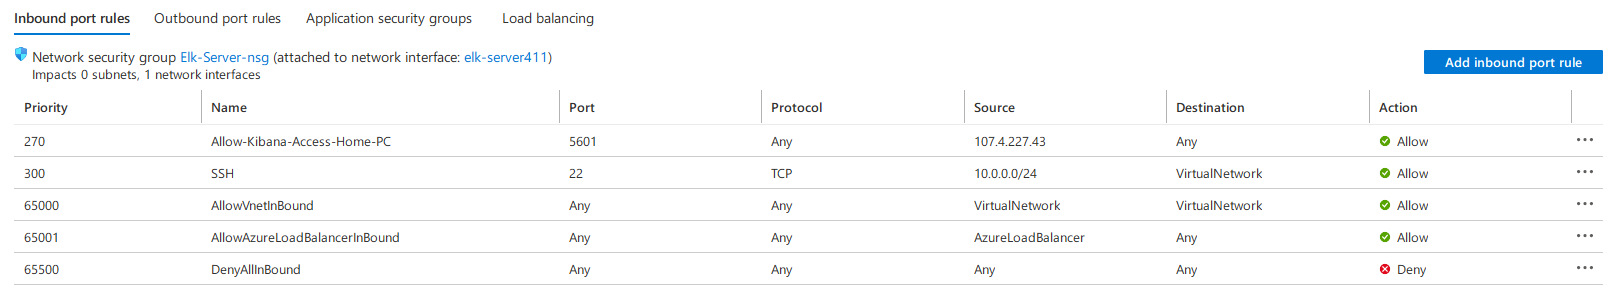 Inbound port rules Outbound port rules Application security groups Load balancing
Network security group Elk-Server-nsg (attached to network interface: elk-server411)
Impacts 0 subnets, 1 network interfaces
Add inbound port rule
Priority Name Port Protocol Source Destination Action
270 Allow-Kibana-Access-Home-PC 5601 Any 107.4.227.43 Any Allow
300 SSH 22 TCP 10.0.0.0/24 VirtualNetwork Allow
65000 AllowVnetInBound Any Any VirtualNetwork VirtualNetwork Allow
65001 AllowAzureLoadBalancerInBound Any Any AzureLoadBalancer Any Allow
65500 DenyAllInBound Any Any Any Any Deny